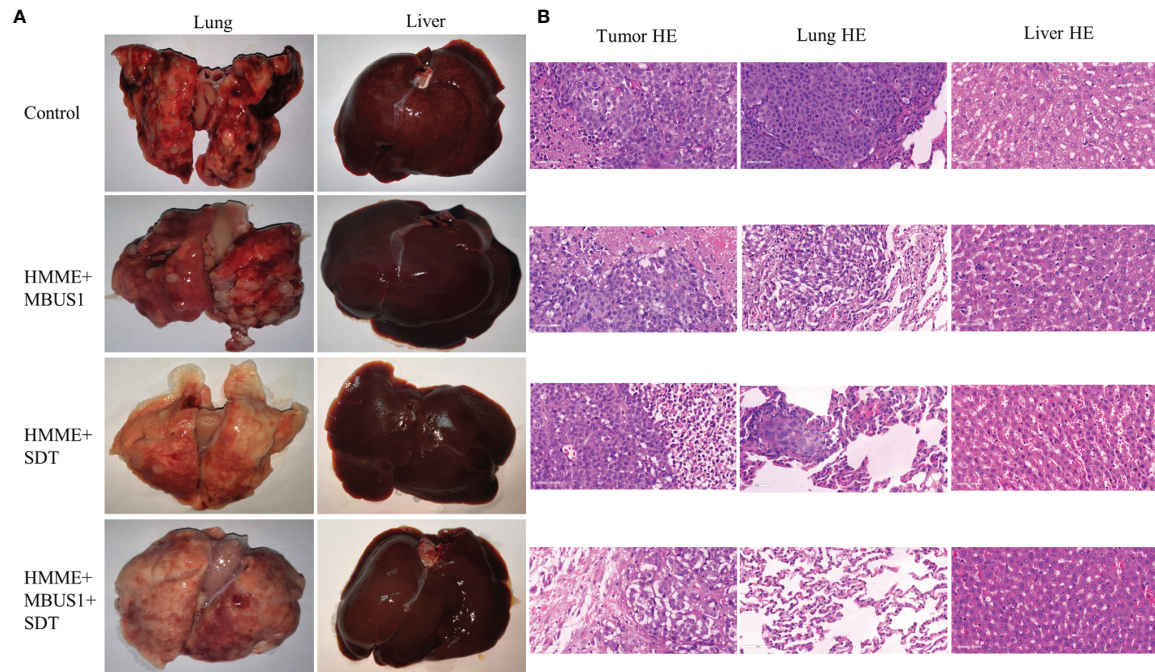 A
Lung
Liver
B
Tumor HE
Lung HE
Liver HE
Control
HMME+
MBUS1
HMME+
SDT
HMME+
MBUS1+
SDT